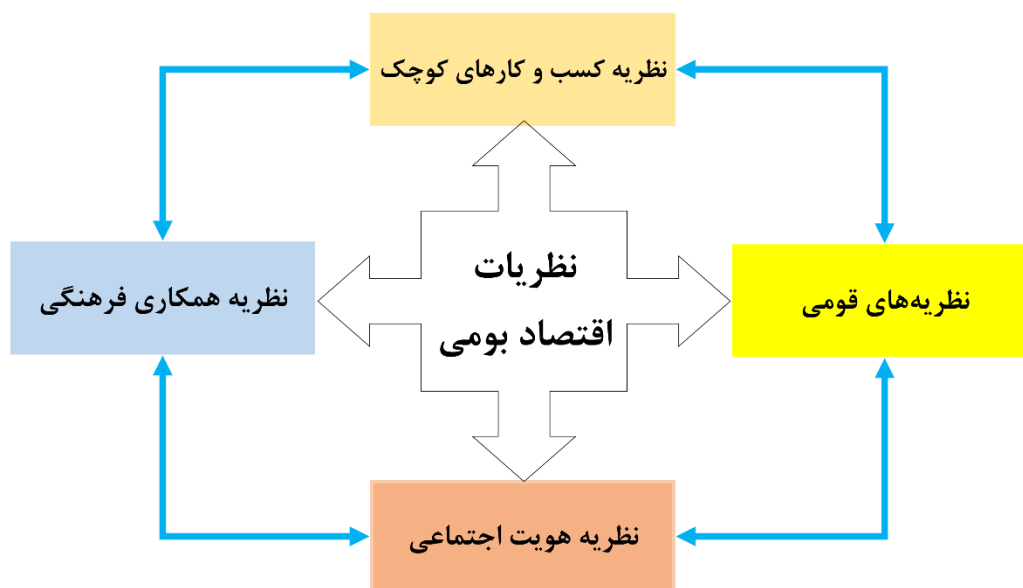 نظریه کسب و کارهای کوچک
نظریه‌های قومی
نظریات
اقتصاد بومی
نظریه همکاری فرهنگی
نظریه هویت اجتماعی